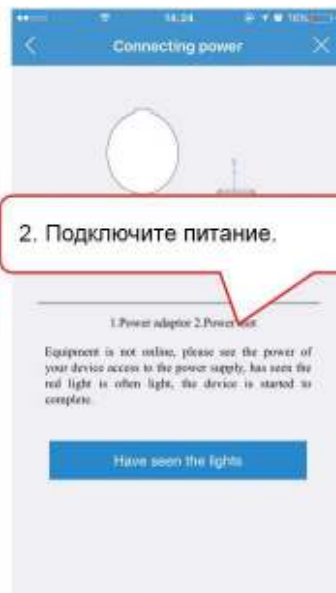 14:24
Connecting power
2. Подключите питание.
1.Power adaptor 2.Power
Equipment is not online, please see the power of
your device access to the power supply, has seen the
red light is often light, the device is started to
complete.
Have seen the lights